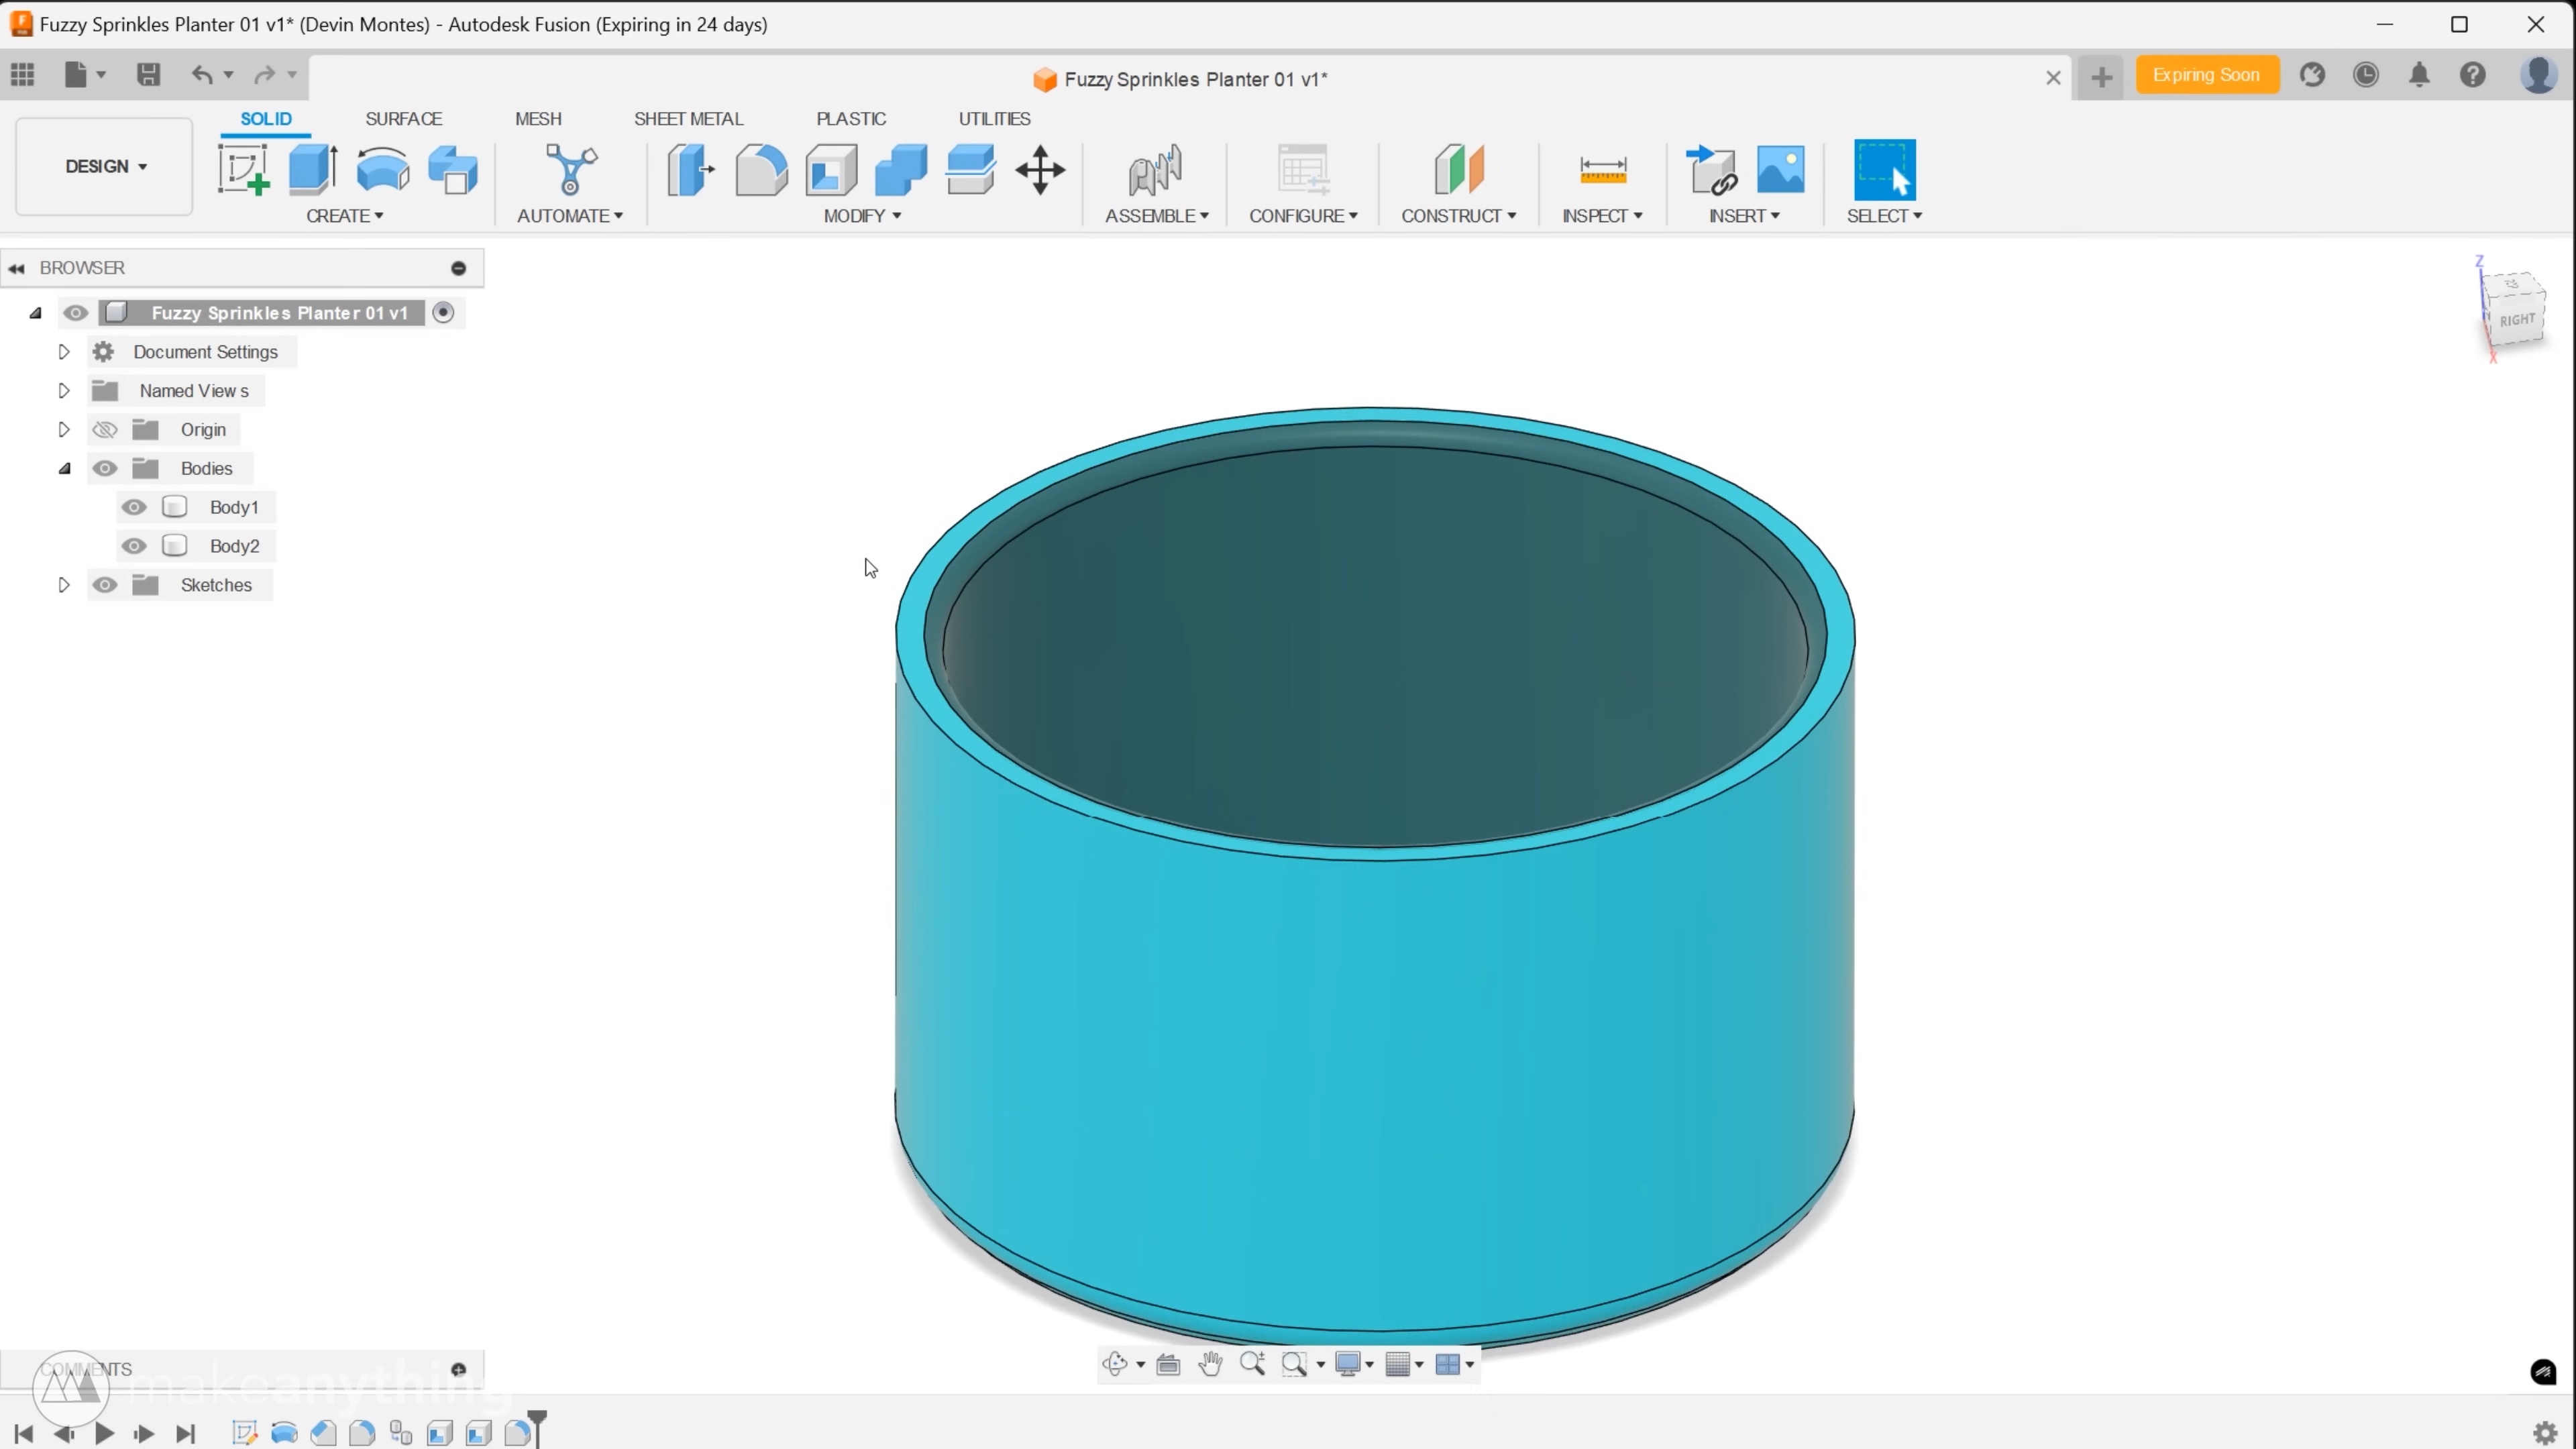 Fuzzy Sprinkles Planter 01 v1* (Devin Montes) - Autodesk Fusion (Expiring in 24 days)
Fuzzy Sprinkles Planter 01 v1*
Expiring Soon
SOLID SURFACE MESH SHEET METAL PLASTIC UTILITIES
DESIGN
CREATE AUTOMATE MODIFY ASSEMBLE CONFIGURE CONSTRUCT INSPECT INSERT SELECT
BROWSER
Fuzzy Sprinkles Planter 01 v1
Document Settings
Named Views
Origin
Bodies
Body1
Body2
Sketches
Z
RIGHT
X
COMMENTS
makeanything